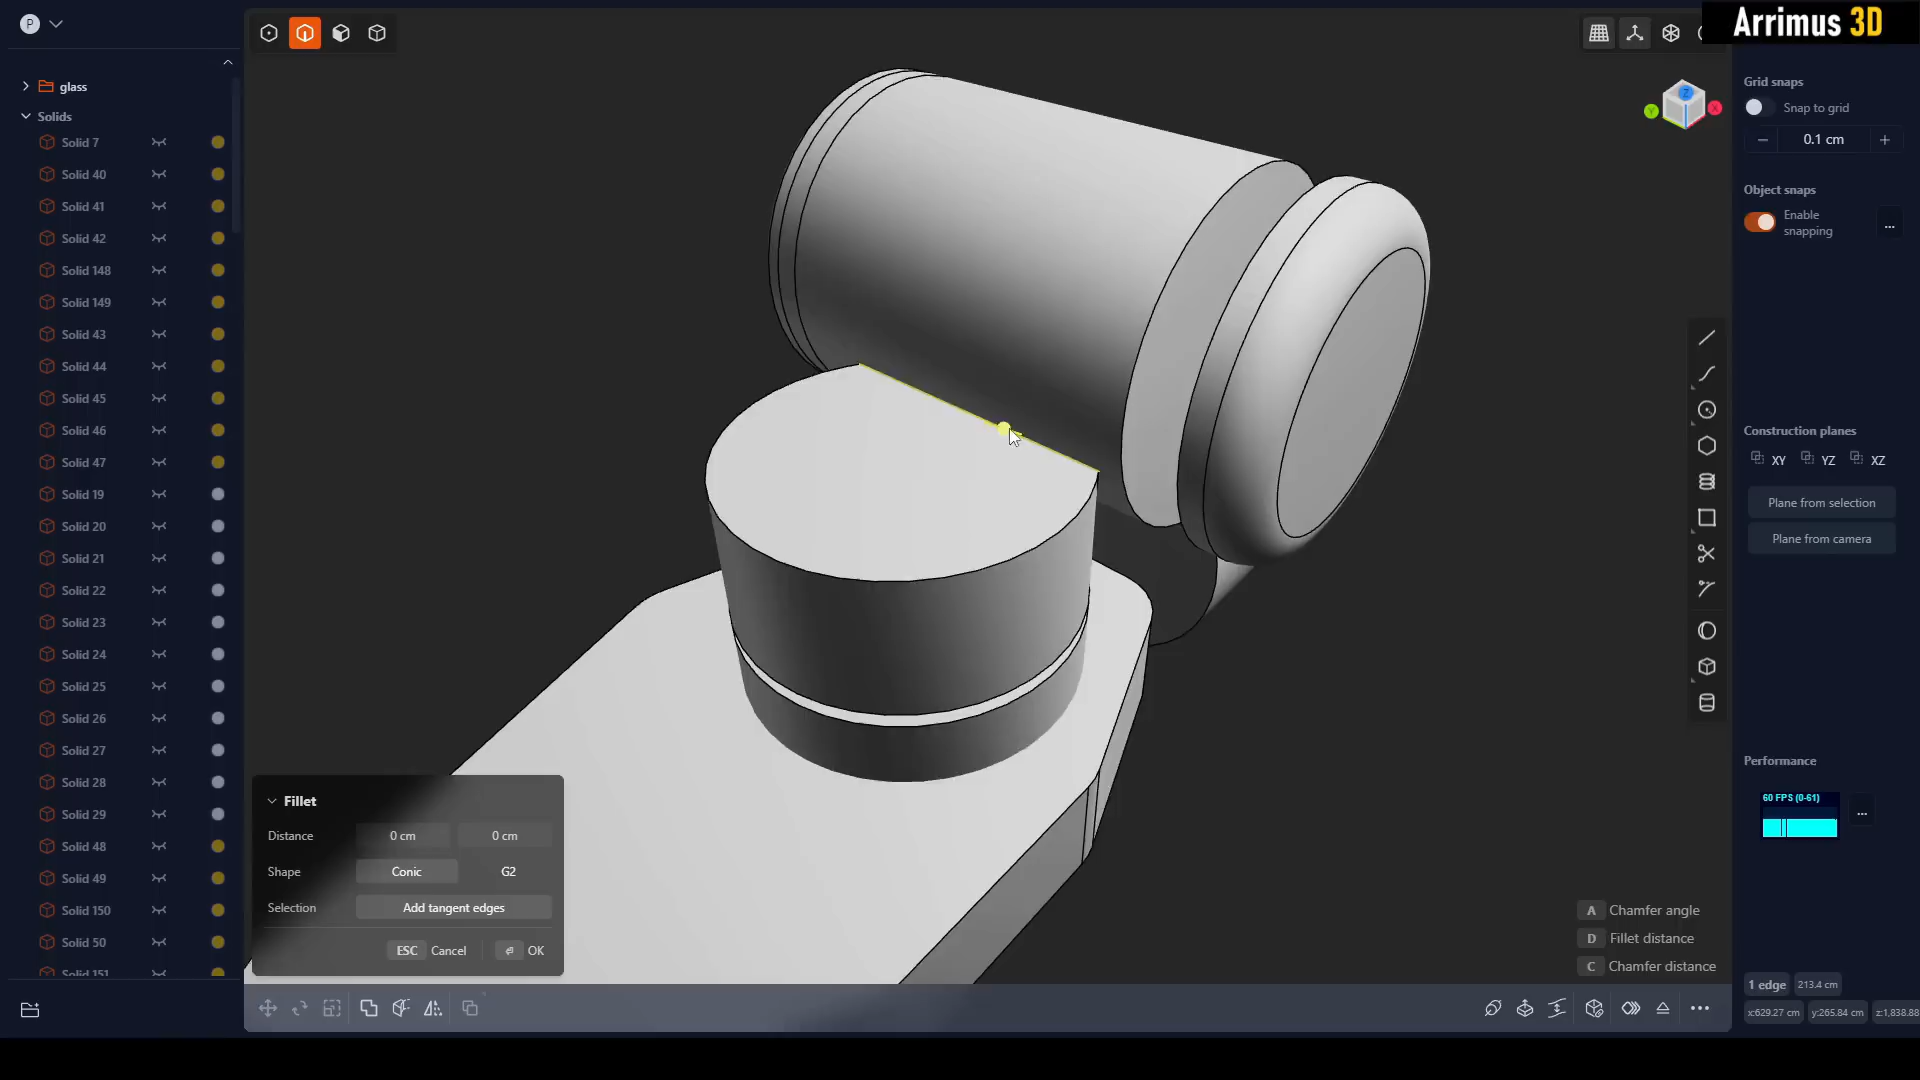 P
Arrimus 3D
glass
Solids
Solid 7
Solid 40
Solid 41
Solid 42
Solid 148
Solid 149
Solid 43
Solid 44
Solid 45
Solid 46
Solid 47
Solid 19
Solid 20
Solid 21
Solid 22
Solid 23
Solid 24
Solid 25
Solid 26
Solid 27
Solid 28
Solid 29
Solid 48
Solid 49
Solid 150
Solid 50
Solid 151
Z
Y
X
Fillet
Distance
0 cm
0 cm
Shape
Conic
G2
Selection
Add tangent edges
ESC
Cancel
OK
A
Chamfer angle
D
Fillet distance
C
Chamfer distance
Grid snaps
Snap to grid
0.1 cm
Object snaps
Enable
snapping
...
Construction planes
XY
YZ
XZ
Plane from selection
Plane from camera
Performance
60 FPS (0-61)
...
1 edge
213.4 cm
x:629.27 cm
y:265.84 cm
z:1,838.88